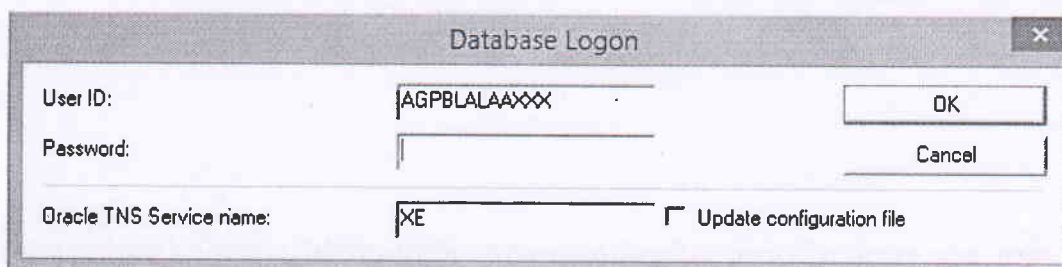 Database Logon
User ID: AGPBLALAAXXX OK
Password: Cancel
Oracle TNS Service name: XE Update configuration file